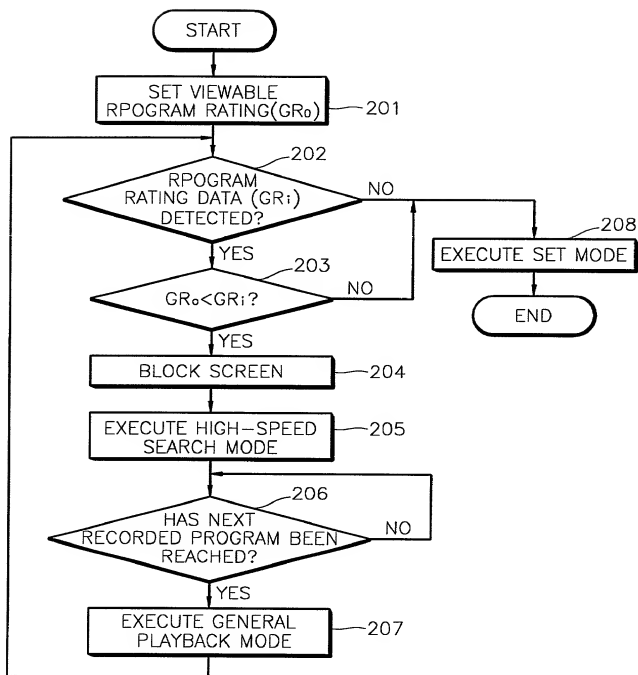 START
SET VIEWABLE
RPOGRAM RATING(GR₀)
201
202
RPOGRAM
RATING DATA (GRi)
DETECTED?
NO
YES
208
EXECUTE SET MODE
END
203
GR₀<GRi?
NO
YES
BLOCK SCREEN
204
EXECUTE HIGH-SPEED
SEARCH MODE
205
206
HAS NEXT
RECORDED PROGRAM BEEN
REACHED?
NO
YES
EXECUTE GENERAL
PLAYBACK MODE
207